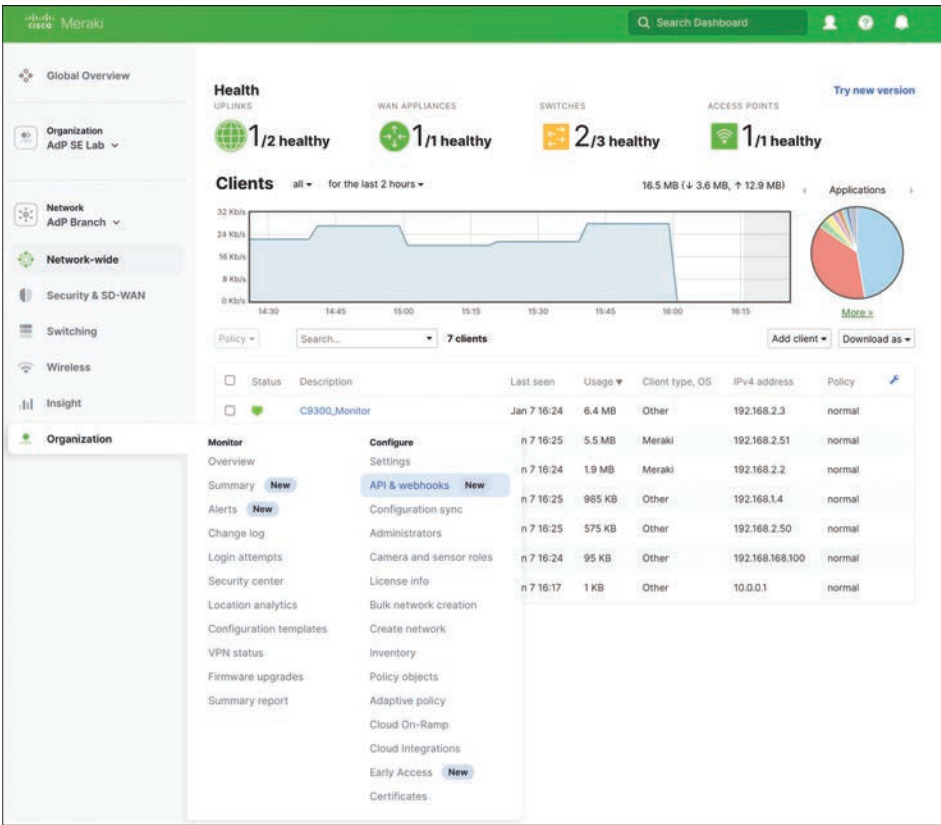 cisco Meraki
Search Dashboard
Global Overview
Organization
AdP SE Lab
Network
AdP Branch
Network-wide
Security & SD-WAN
Switching
Wireless
Insight
Organization
Health
Try new version
UPLINKS
1/2 healthy
WAN APPLIANCES
1/1 healthy
SWITCHES
2/3 healthy
ACCESS POINTS
1/1 healthy
Clients all for the last 2 hours 16.5 MB (↓ 3.6 MB, ↑ 12.9 MB)
Applications
32 Kb/s
24 Kb/s
16 Kb/s
8 Kb/s
0 Kb/s
14:30 14:45 15:00 15:15 15:30 15:45 16:00 16:15
More »
Policy Search... 7 clients Add client Download as
Status Description Last seen Usage ▼ Client type, OS IPv4 address Policy
C9300_Monitor Jan 7 16:24 6.4 MB Other 192.168.2.3 normal
n 7 16:25 5.5 MB Meraki 192.168.2.51 normal
n 7 16:24 1.9 MB Meraki 192.168.2.2 normal
n 7 16:25 985 KB Other 192.168.1.4 normal
n 7 16:25 575 KB Other 192.168.2.50 normal
n 7 16:24 95 KB Other 192.168.168.100 normal
n 7 16:17 1 KB Other 10.0.0.1 normal
Monitor
Overview
Summary New
Alerts New
Change log
Login attempts
Security center
Location analytics
Configuration templates
VPN status
Firmware upgrades
Summary report
Configure
Settings
API & webhooks New
Configuration sync
Administrators
Camera and sensor roles
License info
Bulk network creation
Create network
Inventory
Policy objects
Adaptive policy
Cloud On-Ramp
Cloud Integrations
Early Access New
Certificates